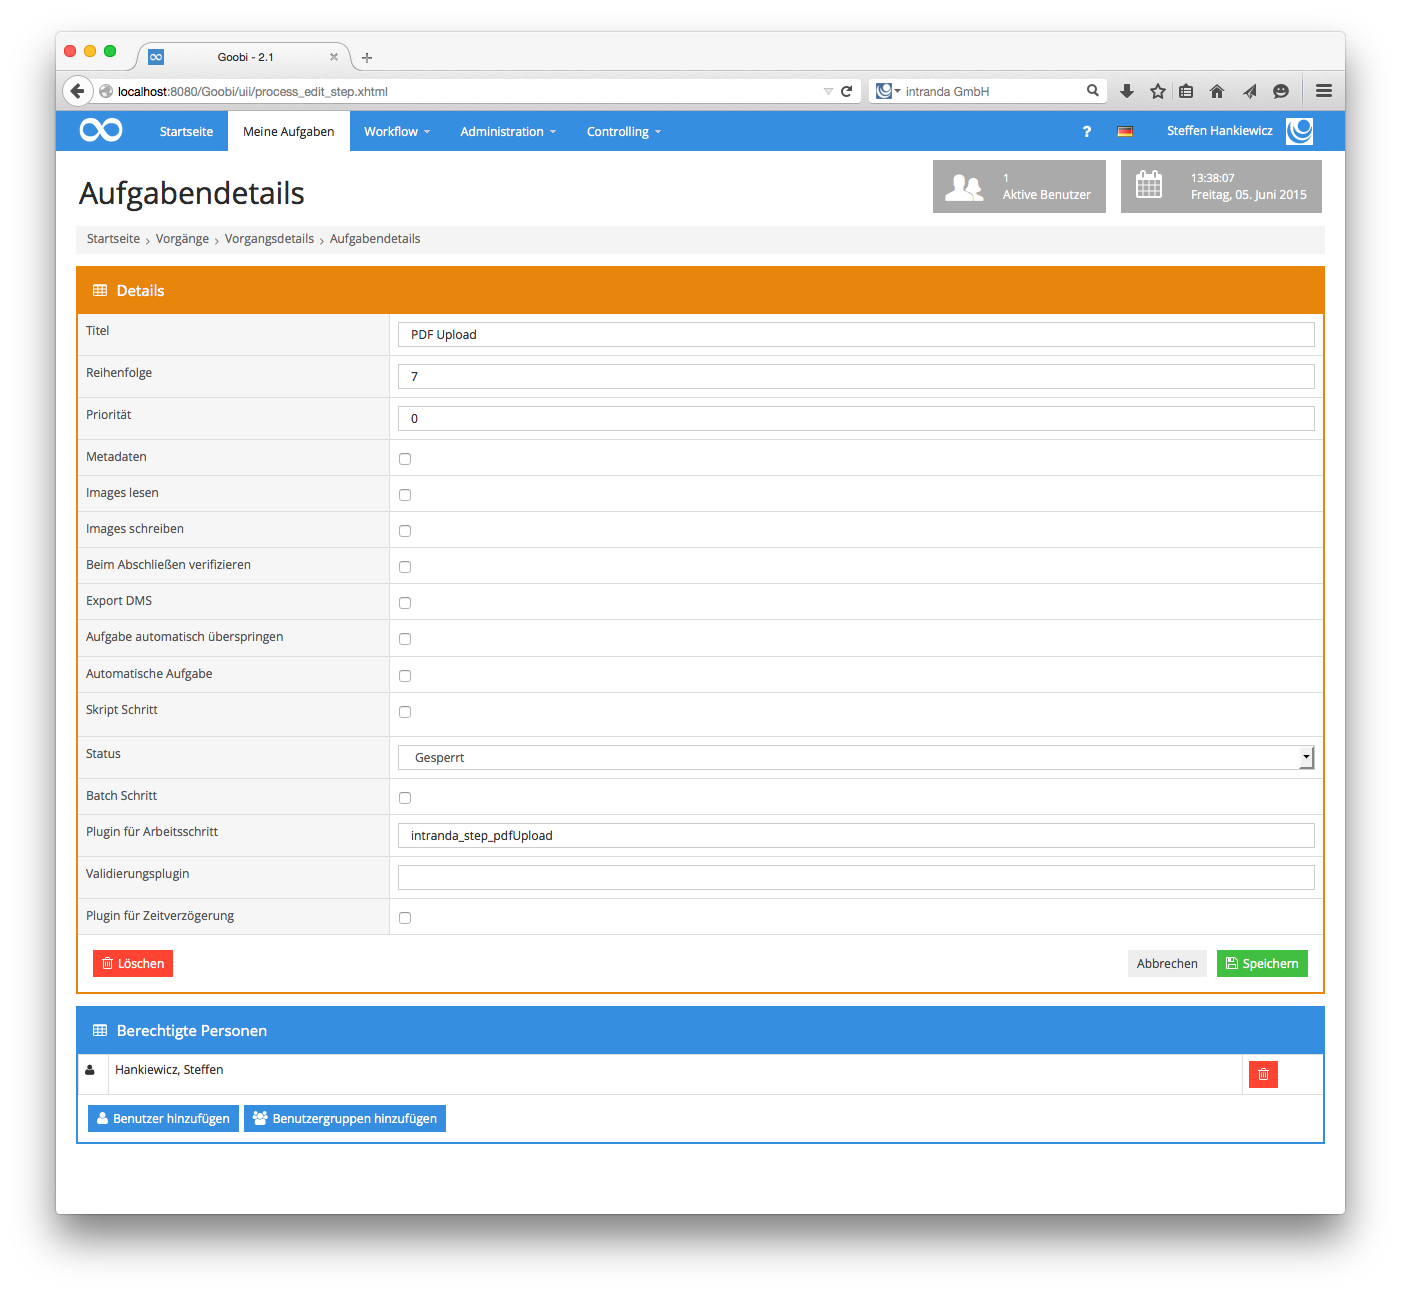 Goobi - 2.1
localhost:8080/Goobi/uii/process_edit_step.xhtml
intranda GmbH
Startseite Meine Aufgaben Workflow Administration Controlling ? Steffen Hankiewicz
Aufgabendetails
1
Aktive Benutzer
13:38:07
Freitag, 05. Juni 2015
Startseite › Vorgänge › Vorgangsdetails › Aufgabendetails
Details
Titel PDF Upload
Reihenfolge 7
Priorität 0
Metadaten
Images lesen
Images schreiben
Beim Abschließen verifizieren
Export DMS
Aufgabe automatisch überspringen
Automatische Aufgabe
Skript Schritt
Status Gesperrt
Batch Schritt
Plugin für Arbeitsschritt intranda_step_pdfUpload
Validierungsplugin
Plugin für Zeitverzögerung
Löschen Abbrechen Speichern
Berechtigte Personen
Hankiewicz, Steffen
Benutzer hinzufügen Benutzergruppen hinzufügen